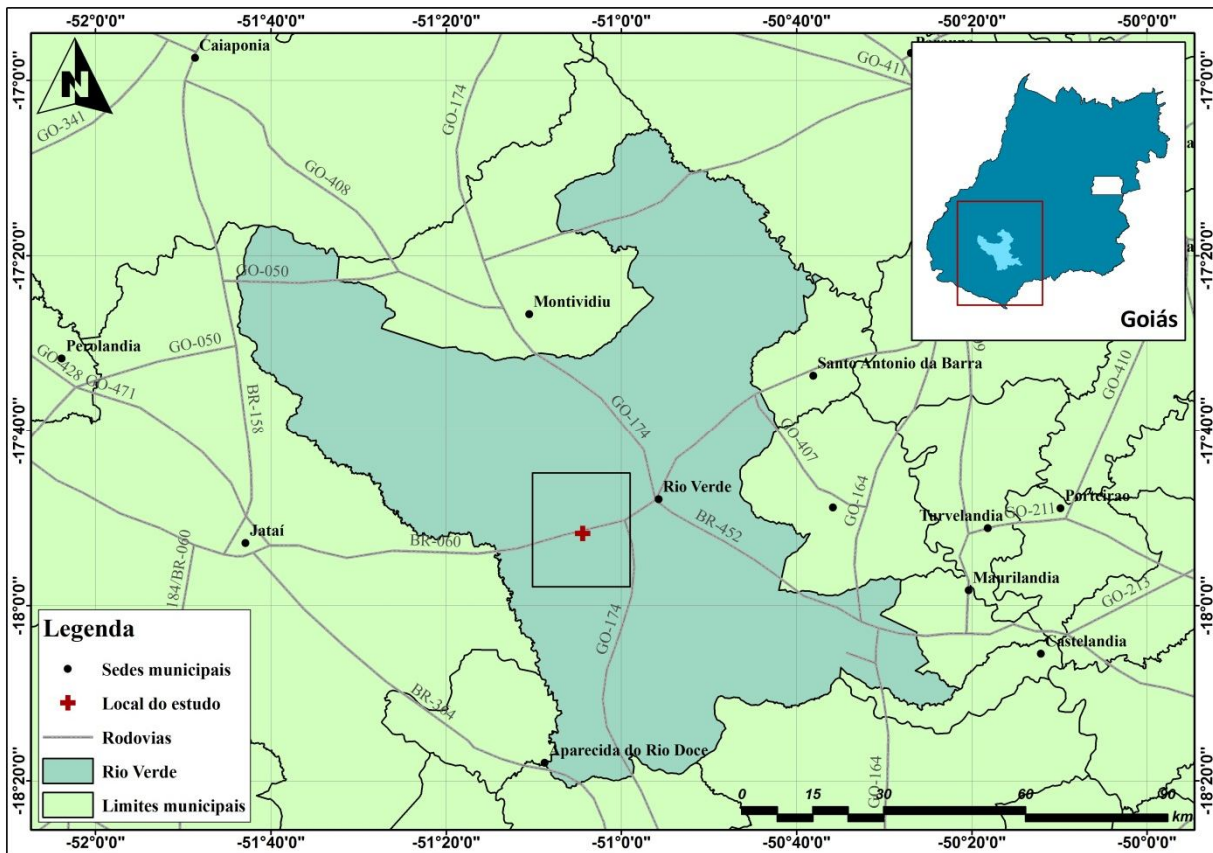 -52°0'0"
-51°40'0"
-51°20'0"
-51°0'0"
-50°40'0"
-50°20'0"
-50°0'0"
Caiaponia
N
GO-341
GO-174
GO-411
GO-408
-17°0'0"
-17°0'0"
Goiás
-17°20'0"
-17°20'0"
GO-050
Montividiu
Perolandia
GO-050
GO-428
GO-471
BR-158
Santo Antonio da Barra
GO-410
GO-174
GO-407
-17°40'0"
-17°40'0"
Rio Verde
GO-164
Porteirao
GO-211
Turvelandia
Jataí
BR-060
BR-452
184/BR-060
Maurilandia
GO-213
-18°0'0"
-18°0'0"
GO-174
Castelandia
BR-364
Aparecida do Rio Doce
GO-164
-18°20'0"
-18°20'0"
Legenda
Sedes municipais
Local do estudo
Rodovias
Rio Verde
Limites municipais
0 15 30 60 90
km
-52°0'0"
-51°40'0"
-51°20'0"
-51°0'0"
-50°40'0"
-50°20'0"
-50°0'0"